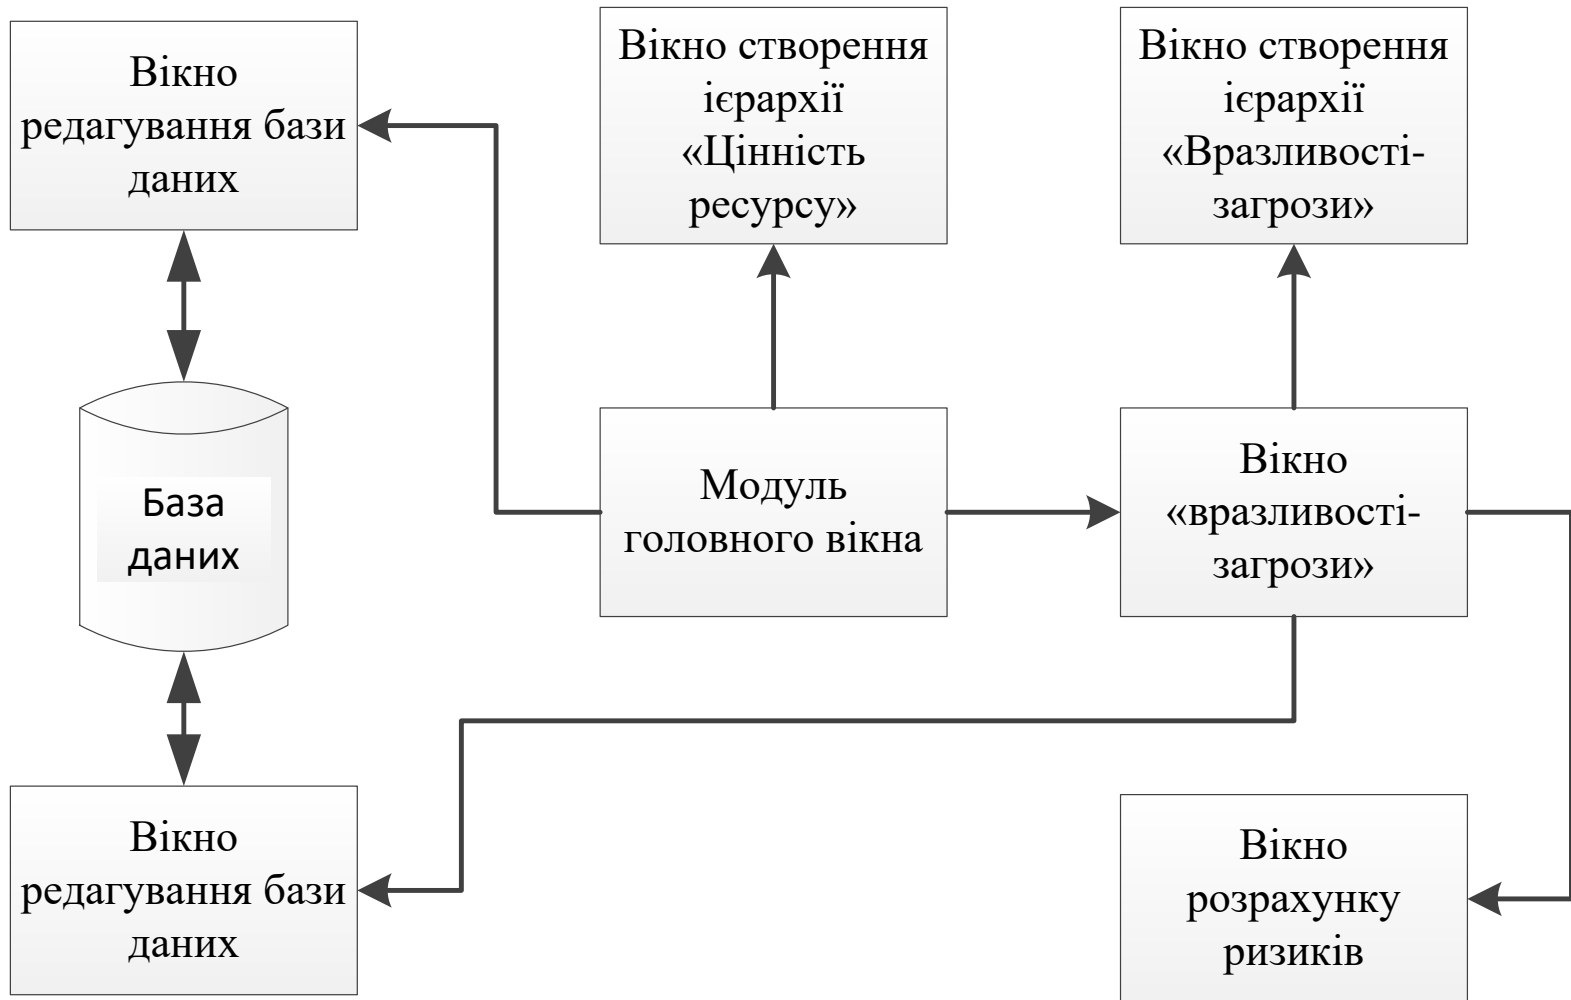 Вікно
редагування бази
даних
Вікно створення
ієрархії
«Цінність
ресурсу»
Вікно створення
ієрархії
«Вразливості-
загрози»
База
даних
Модуль
головного вікна
Вікно
«вразливості-
загрози»
Вікно
редагування бази
даних
Вікно
розрахунку
ризиків